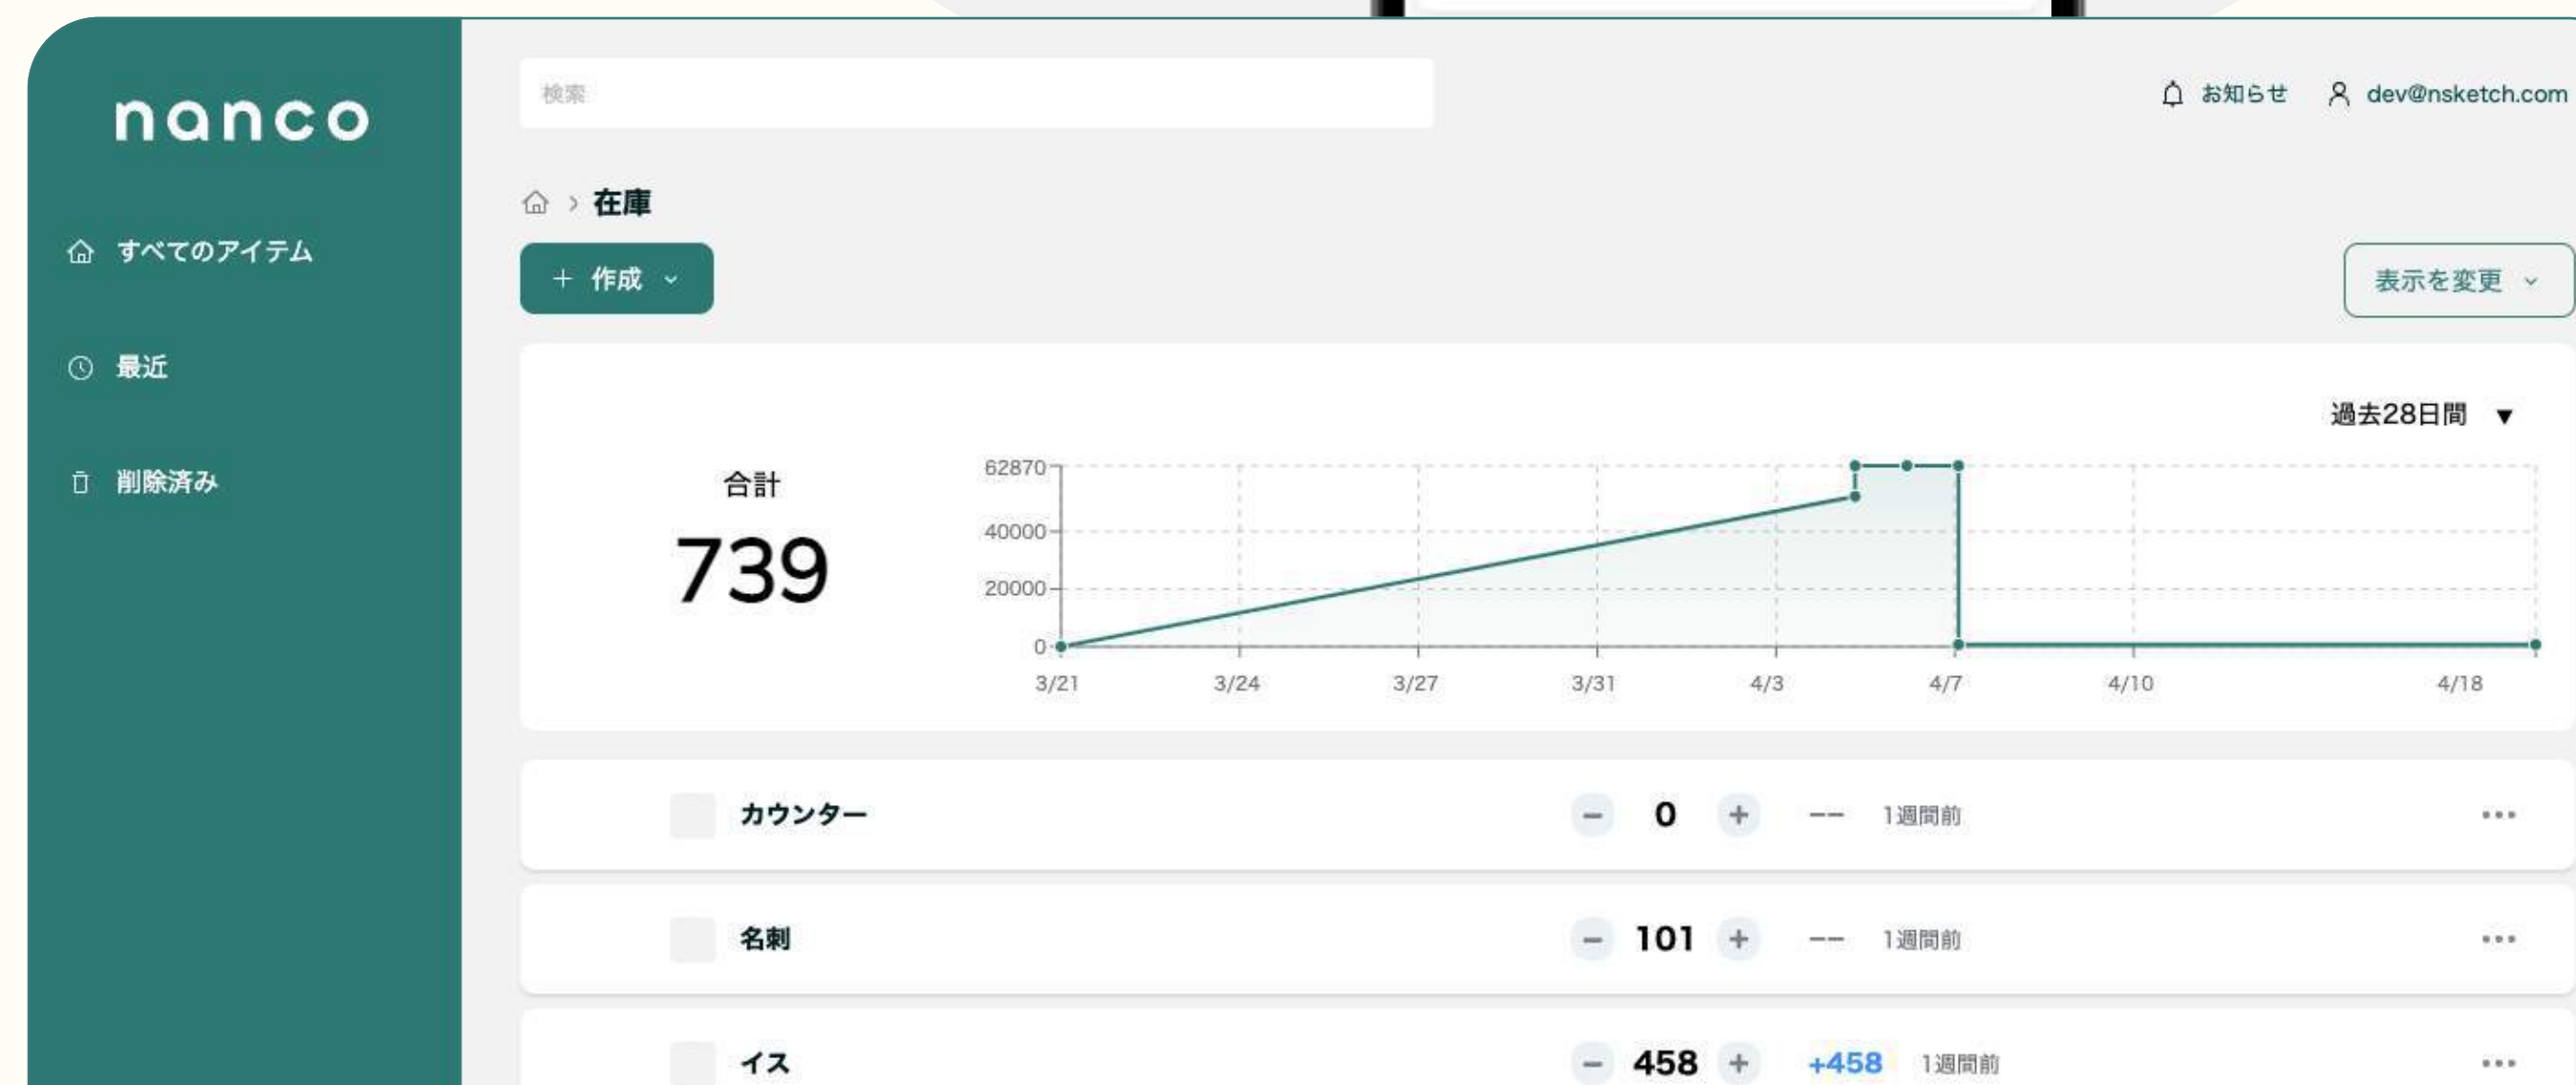 nanco
すべてのアイテム
最近
削除済み
検索
お知らせ dev@nsketch.com
> 在庫
+ 作成
表示を変更
過去28日間 ▼
合計
739
62870
40000
20000
0
3/21 3/24 3/27 3/31 4/3 4/7 4/10 4/18
カウンター − 0 + −− 1週間前 •••
名刺 − 101 + −− 1週間前 •••
イス − 458 + +458 1週間前 •••